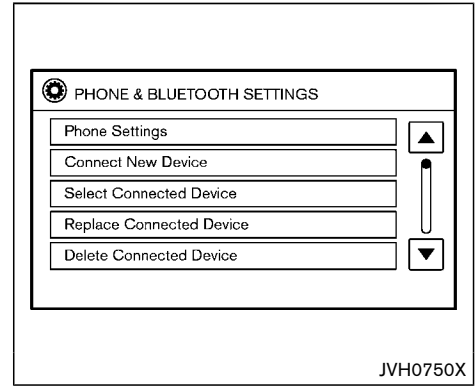 PHONE & BLUETOOTH SETTINGS
Phone Settings
Connect New Device
Select Connected Device
Replace Connected Device
Delete Connected Device
JVH0750X